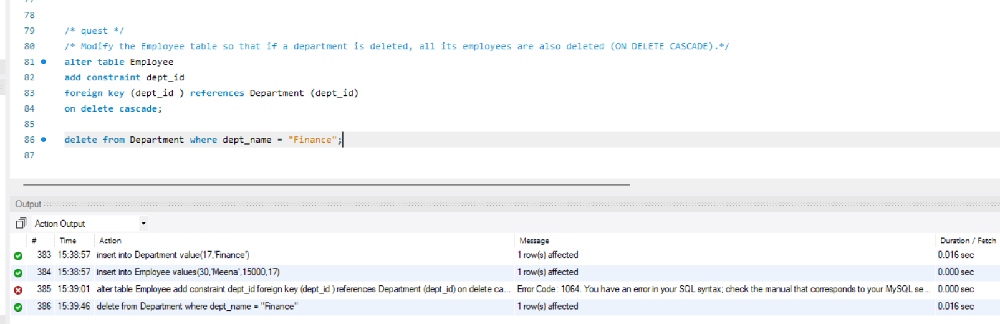 77
78
79 /* quest */
80 /* Modify the Employee table so that if a department is deleted, all its employees are also deleted (ON DELETE CASCADE).*/
81 alter table Employee
82 add constraint dept_id
83 foreign key (dept_id ) references Department (dept_id)
84 on delete cascade;
85
86 delete from Department where dept_name = "Finance";
87
Output
Action Output
# Time Action Message Duration / Fetch
383 15:38:57 insert into Department value(17,'Finance') 1 row(s) affected 0.016 sec
384 15:38:57 insert into Employee values(30,'Meena',15000,17) 1 row(s) affected 0.000 sec
385 15:39:01 alter table Employee add constraint dept_id foreign key (dept_id ) references Department (dept_id) on delete ca... Error Code: 1064. You have an error in your SQL syntax; check the manual that corresponds to your MySQL se... 0.000 sec
386 15:39:46 delete from Department where dept_name = "Finance" 1 row(s) affected 0.016 sec